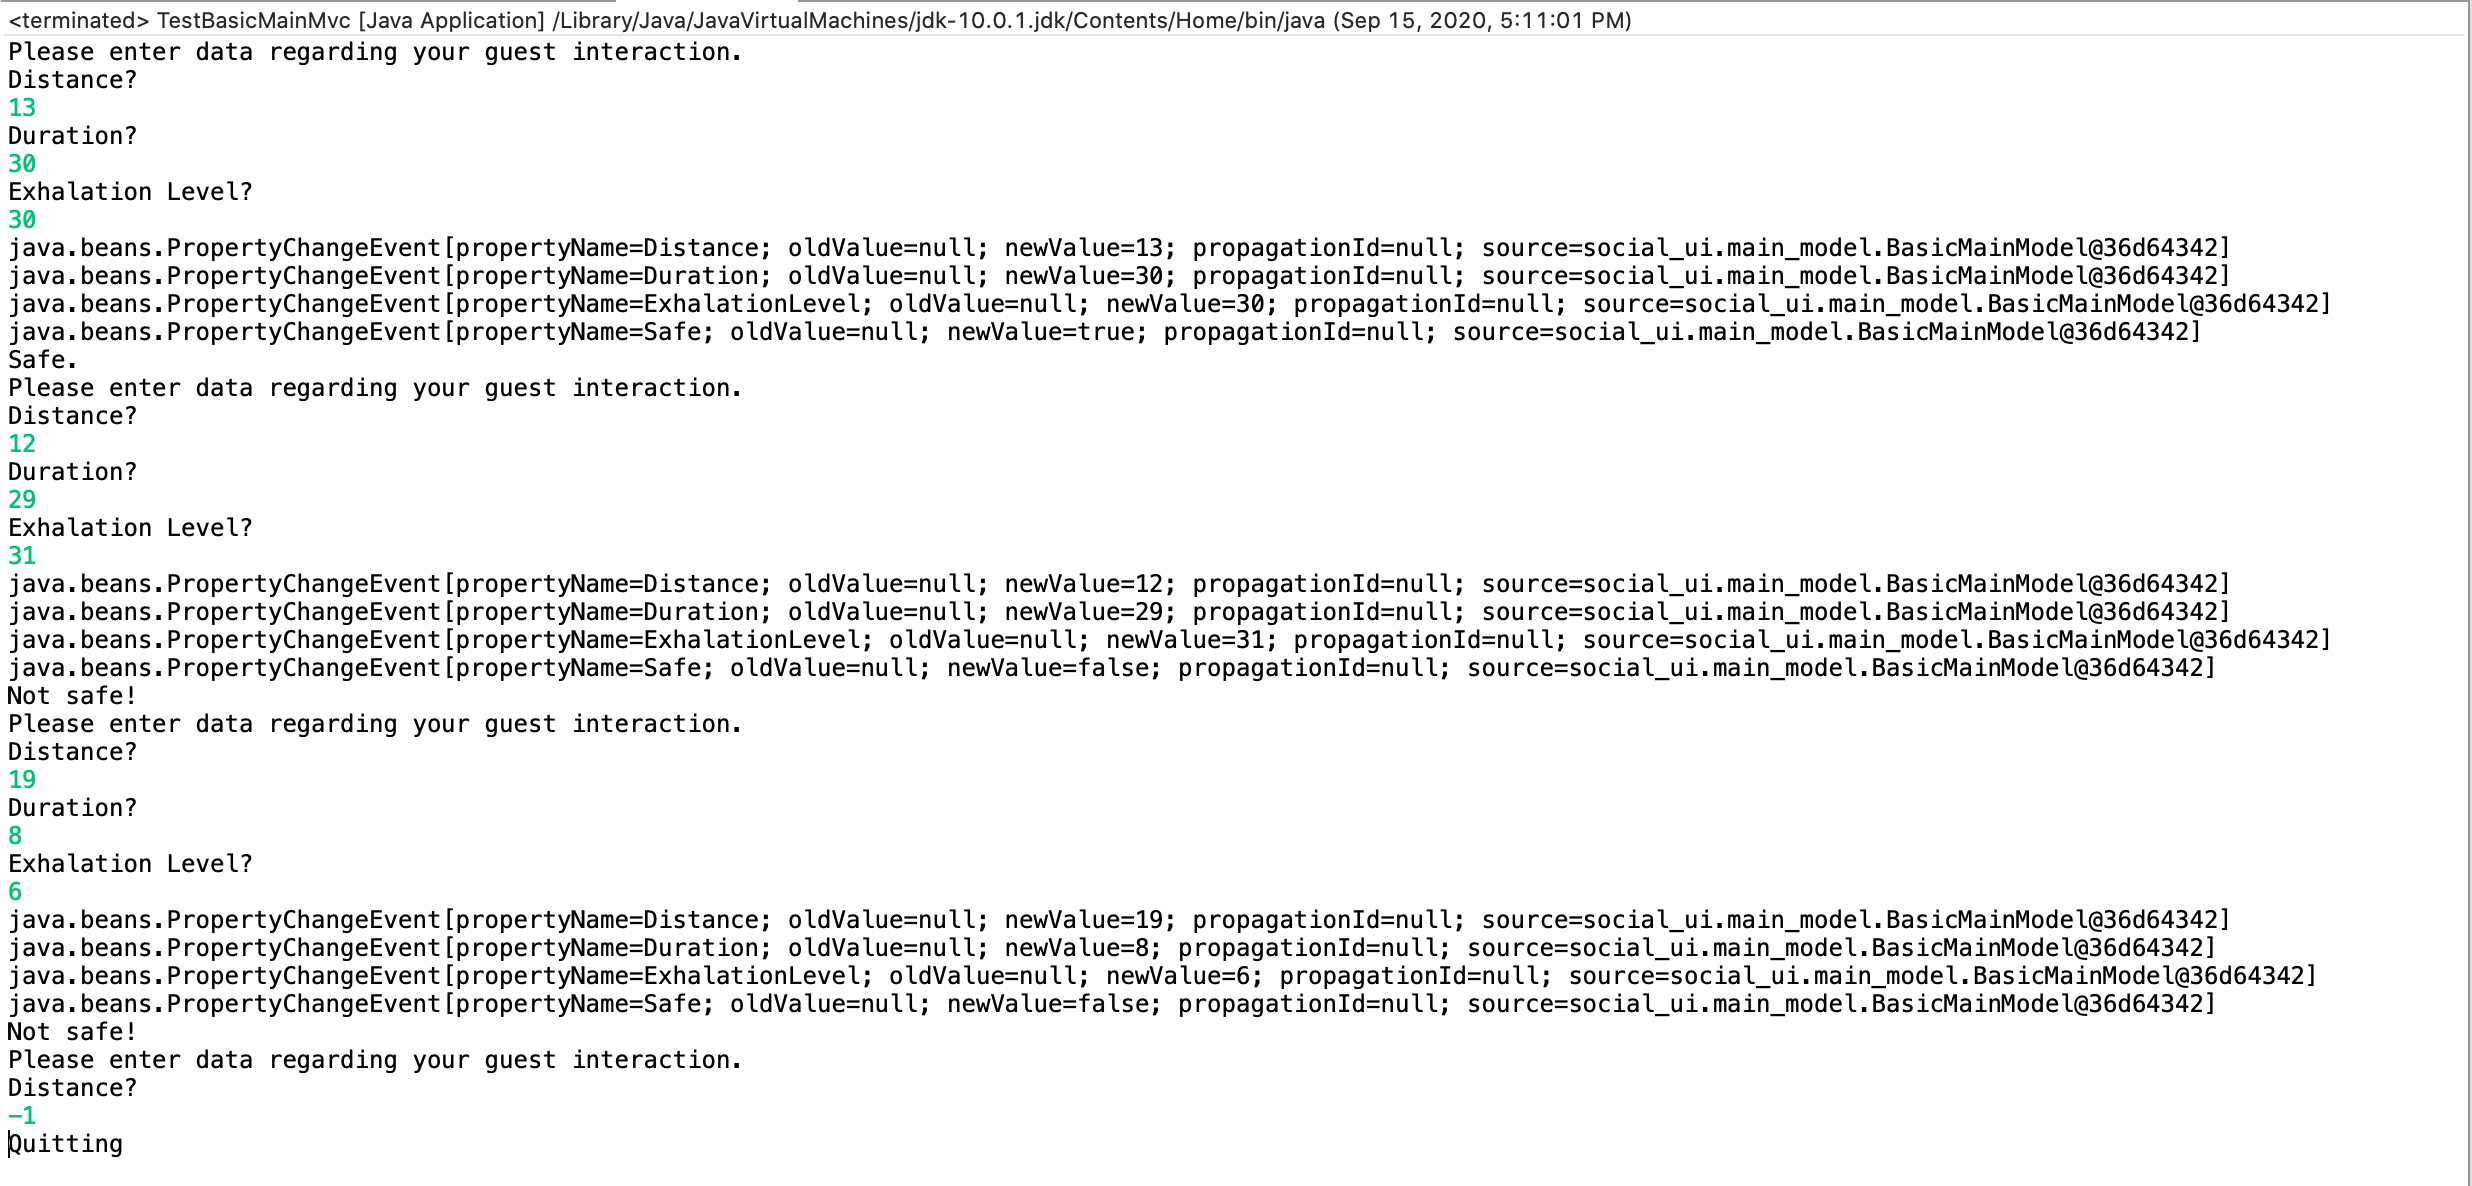 <terminated> TestBasicMainMvc [Java Application] /Library/Java/JavaVirtualMachines/jdk-10.0.1.jdk/Contents/Home/bin/java (Sep 15, 2020, 5:11:01 PM)
Please enter data regarding your guest interaction.
Distance?
13
Duration?
30
Exhalation Level?
30
java.beans.PropertyChangeEvent[propertyName=Distance; oldValue=null; newValue=13; propagationId=null; source=social_ui.main_model.BasicMainModel@36d64342]
java.beans.PropertyChangeEvent[propertyName=Duration; oldValue=null; newValue=30; propagationId=null; source=social_ui.main_model.BasicMainModel@36d64342]
java.beans.PropertyChangeEvent[propertyName=ExhalationLevel; oldValue=null; newValue=30; propagationId=null; source=social_ui.main_model.BasicMainModel@36d64342]
java.beans.PropertyChangeEvent[propertyName=Safe; oldValue=null; newValue=true; propagationId=null; source=social_ui.main_model.BasicMainModel@36d64342]
Safe.
Please enter data regarding your guest interaction.
Distance?
12
Duration?
29
Exhalation Level?
31
java.beans.PropertyChangeEvent[propertyName=Distance; oldValue=null; newValue=12; propagationId=null; source=social_ui.main_model.BasicMainModel@36d64342]
java.beans.PropertyChangeEvent[propertyName=Duration; oldValue=null; newValue=29; propagationId=null; source=social_ui.main_model.BasicMainModel@36d64342]
java.beans.PropertyChangeEvent[propertyName=ExhalationLevel; oldValue=null; newValue=31; propagationId=null; source=social_ui.main_model.BasicMainModel@36d64342]
java.beans.PropertyChangeEvent[propertyName=Safe; oldValue=null; newValue=false; propagationId=null; source=social_ui.main_model.BasicMainModel@36d64342]
Not safe!
Please enter data regarding your guest interaction.
Distance?
19
Duration?
8
Exhalation Level?
6
java.beans.PropertyChangeEvent[propertyName=Distance; oldValue=null; newValue=19; propagationId=null; source=social_ui.main_model.BasicMainModel@36d64342]
java.beans.PropertyChangeEvent[propertyName=Duration; oldValue=null; newValue=8; propagationId=null; source=social_ui.main_model.BasicMainModel@36d64342]
java.beans.PropertyChangeEvent[propertyName=ExhalationLevel; oldValue=null; newValue=6; propagationId=null; source=social_ui.main_model.BasicMainModel@36d64342]
java.beans.PropertyChangeEvent[propertyName=Safe; oldValue=null; newValue=false; propagationId=null; source=social_ui.main_model.BasicMainModel@36d64342]
Not safe!
Please enter data regarding your guest interaction.
Distance?
-1
Quitting